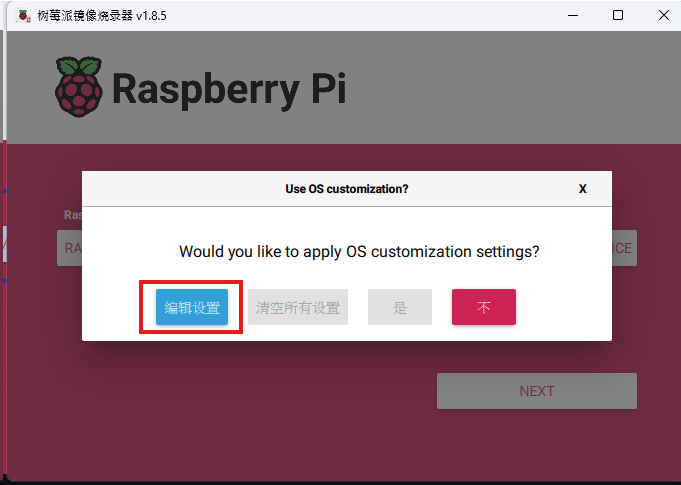 树莓派镜像烧录器 v1.8.5
Raspberry Pi
Use OS customization?
X
Ras
RA
ICE
Would you like to apply OS customization settings?
编辑设置 清空所有设置 是 不
NEXT